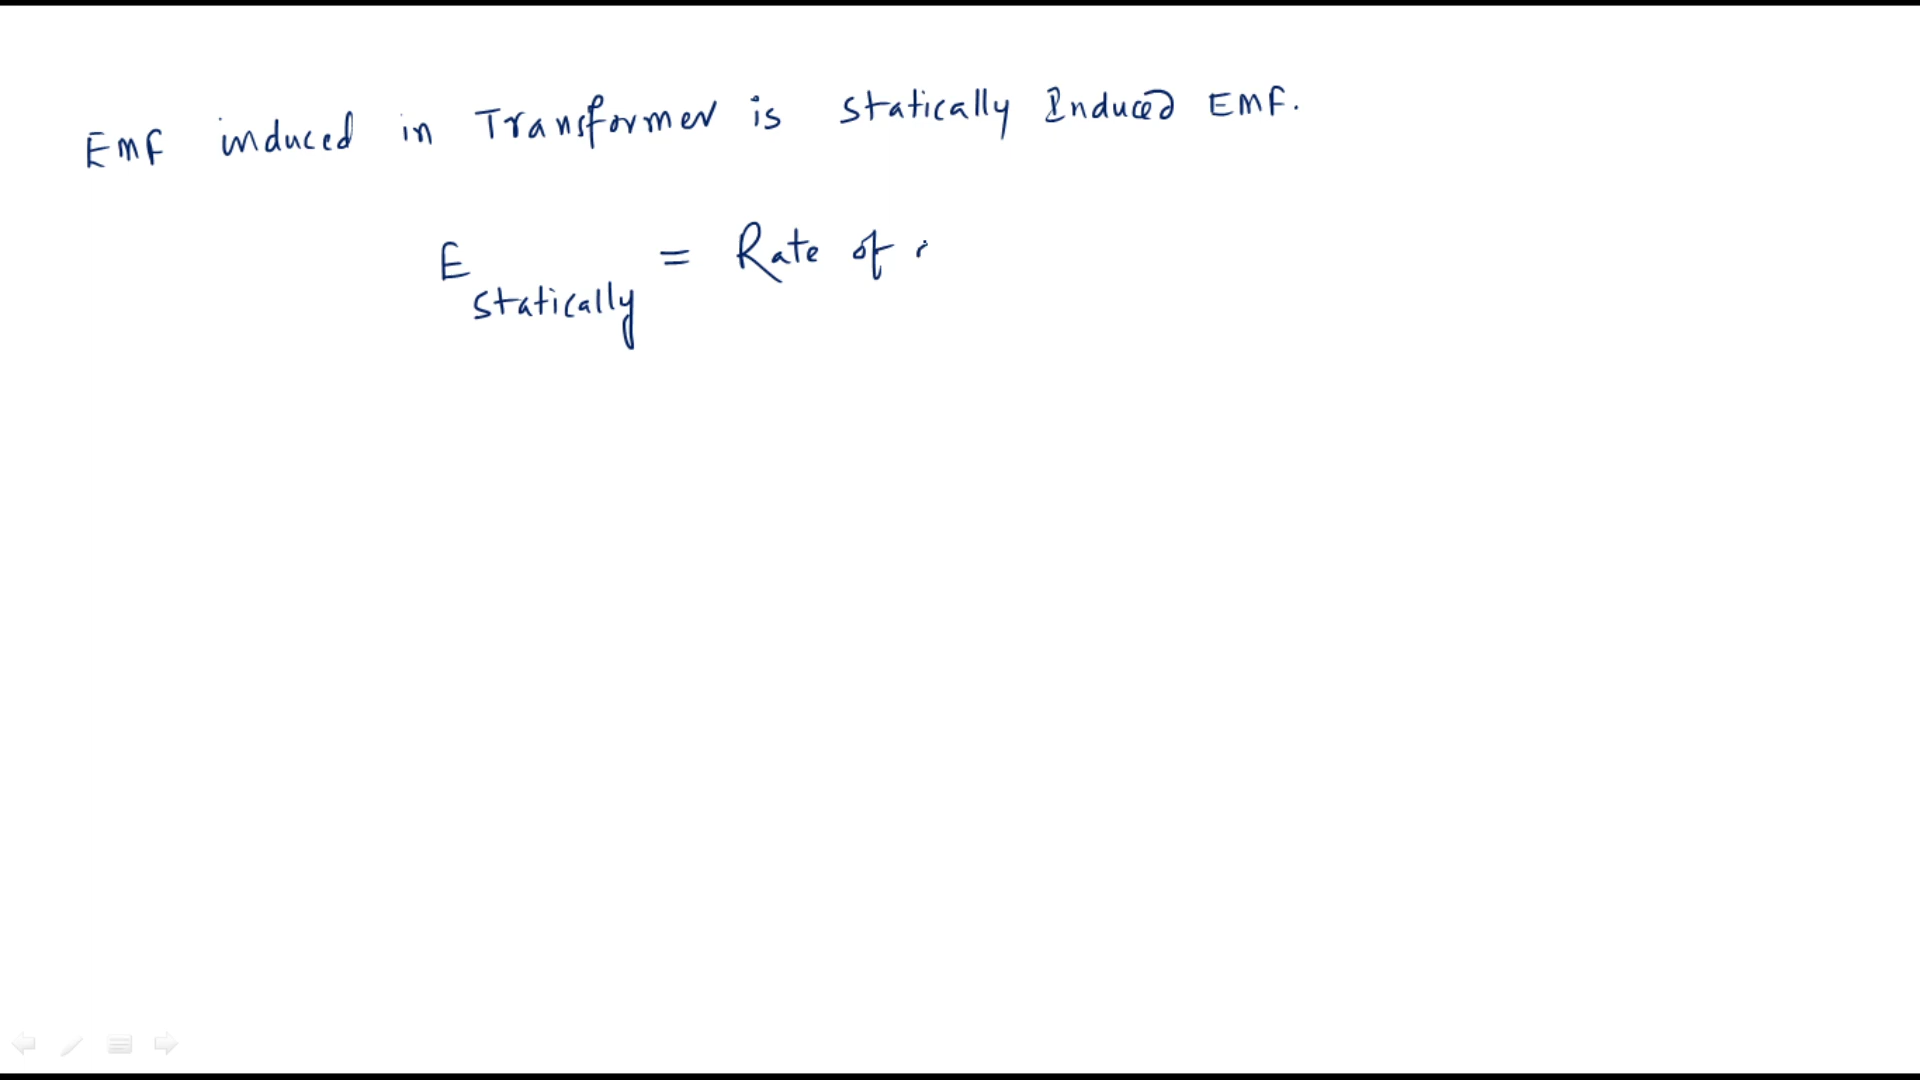 EMF induced in Transformer is statically Induced EMF.
E statically = Rate of